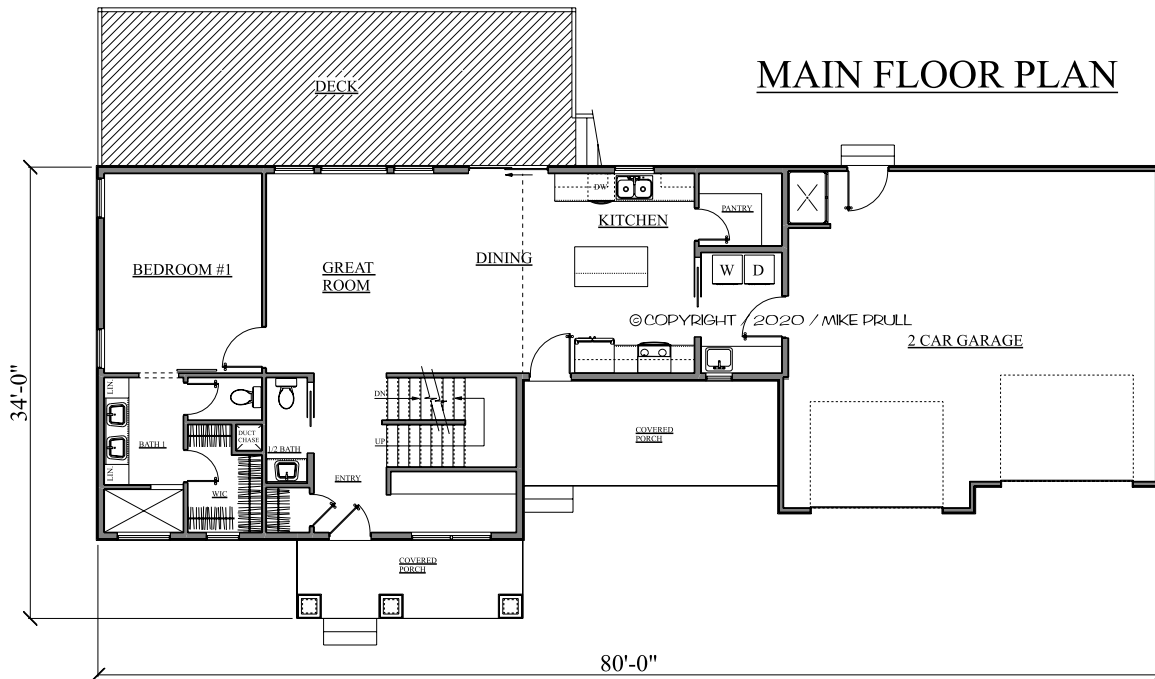 MAIN FLOOR PLAN
DECK
DW
PANTRY
KITCHEN
DINING
BEDROOM #1
GREAT
ROOM
W D
©COPYRIGHT / 2020 / MIKE PRULL
2 CAR GARAGE
34'-0"
LIN.
DN
DUCT
CHASE
COVERED
PORCH
BATH 1
1/2 BATH
UP
LIN.
ENTRY
WIC
COVERED
PORCH
80'-0"